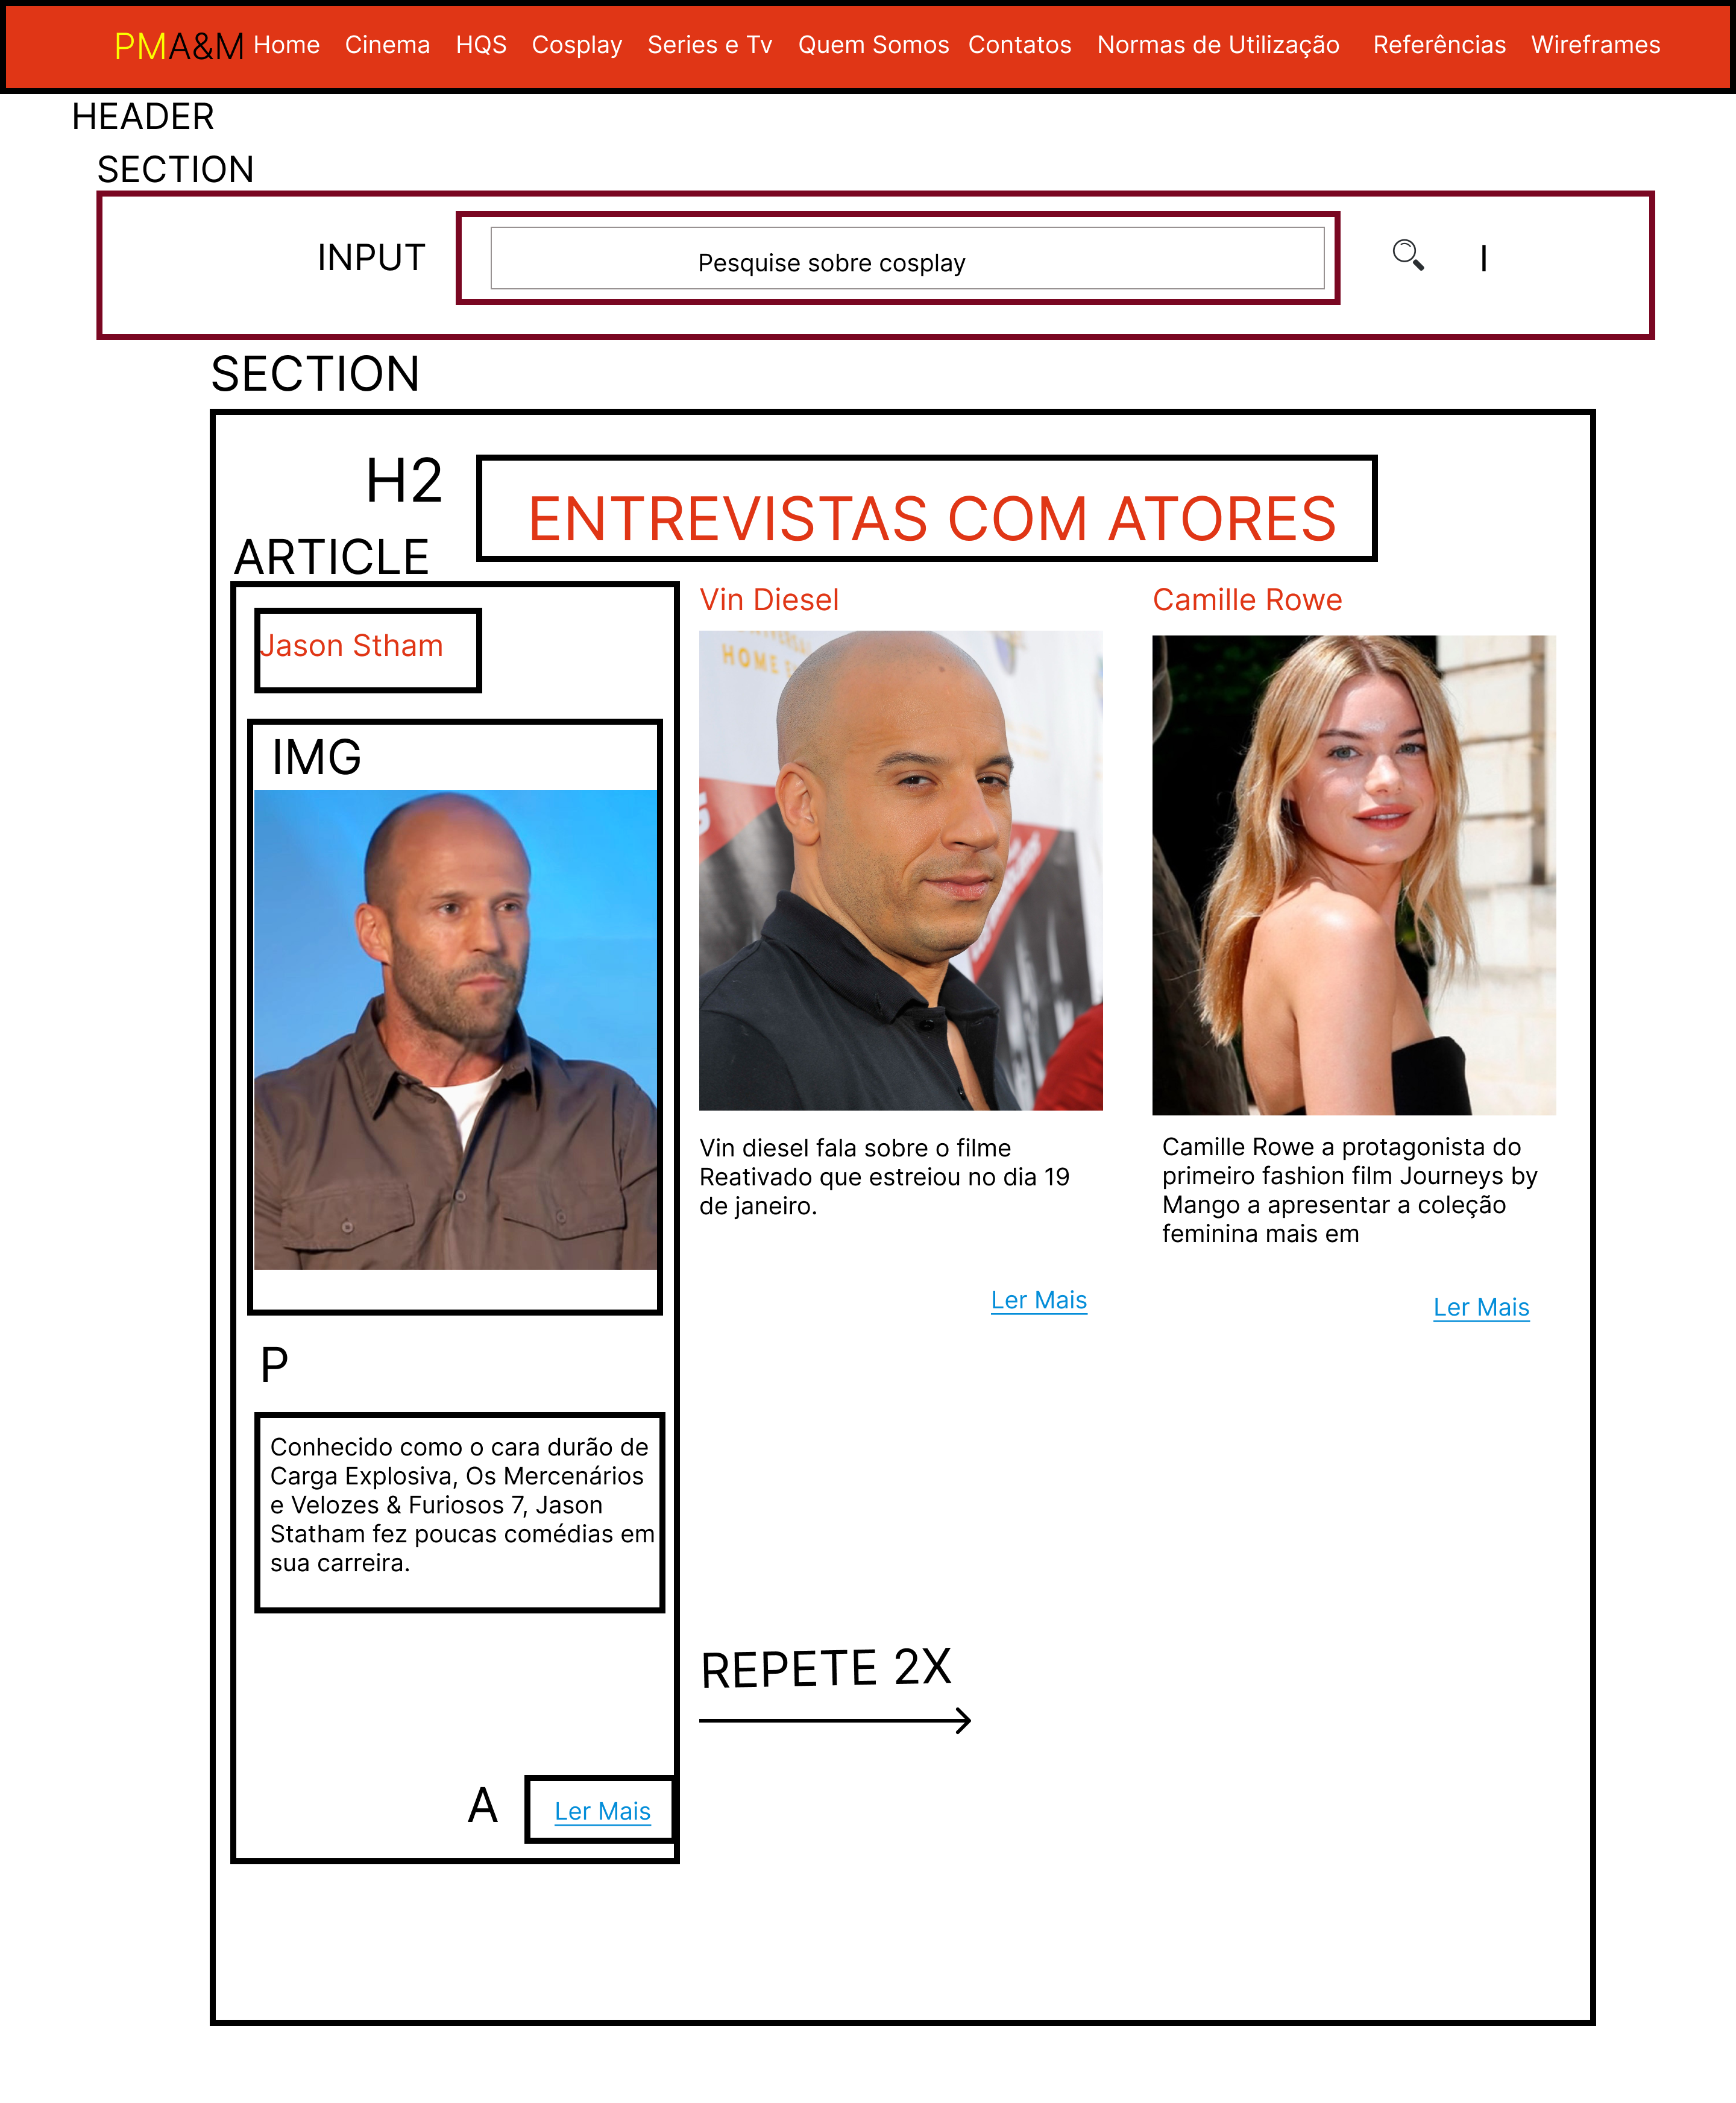 PMA&M Home Cinema HQS Cosplay Series e Tv Quem Somos Contatos Normas de Utilização Referências Wireframes
HEADER
SECTION
INPUT
Pesquise sobre cosplay
I
SECTION
H2
ENTREVISTAS COM ATORES
ARTICLE
Jason Stham
IMG
P
Conhecido como o cara durão de
Carga Explosiva, Os Mercenários
e Velozes & Furiosos 7, Jason
Statham fez poucas comédias em
sua carreira.
A
Ler Mais
Vin Diesel
HOME
Vin diesel fala sobre o filme
Reativado que estreiou no dia 19
de janeiro.
Ler Mais
Camille Rowe
Camille Rowe a protagonista do
primeiro fashion film Journeys by
Mango a apresentar a coleção
feminina mais em
Ler Mais
REPETE 2X